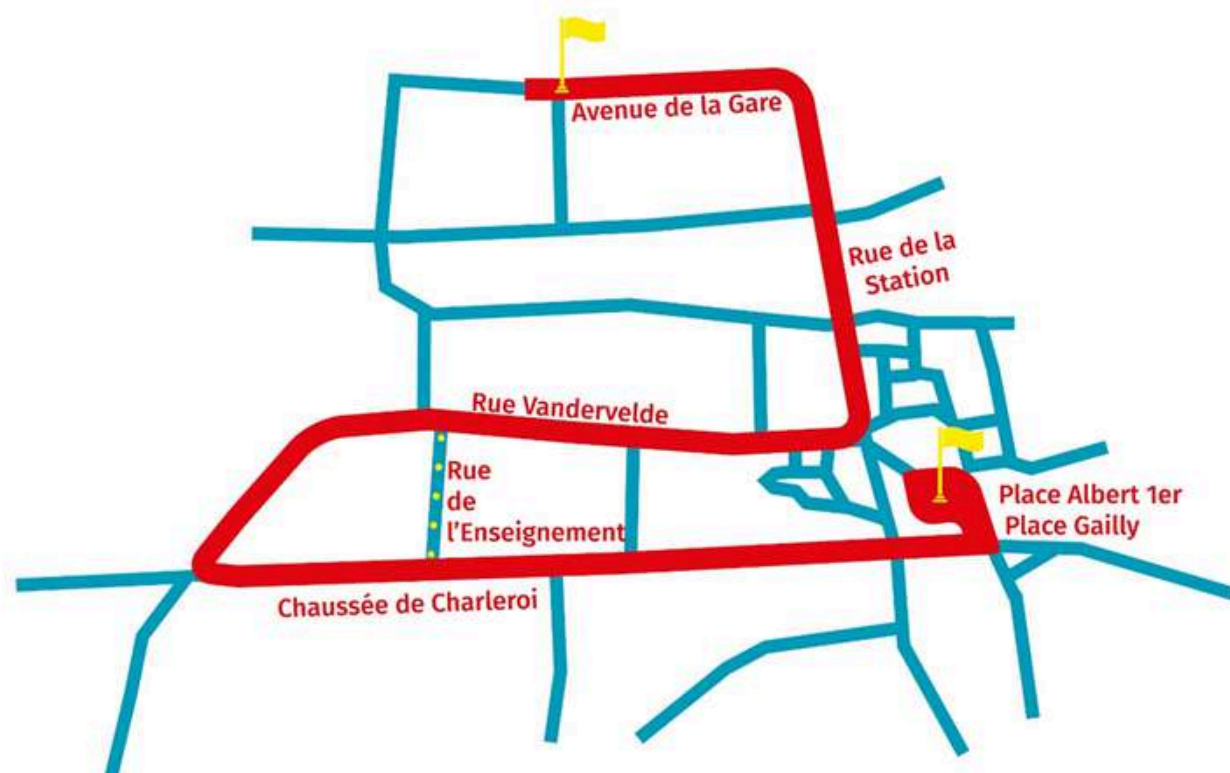 Avenue de la Gare
Rue de la
Station
Rue Vandervelde
Rue
de
l'Enseignement
Place Albert 1er
Place Gailly
Chaussée de Charleroi